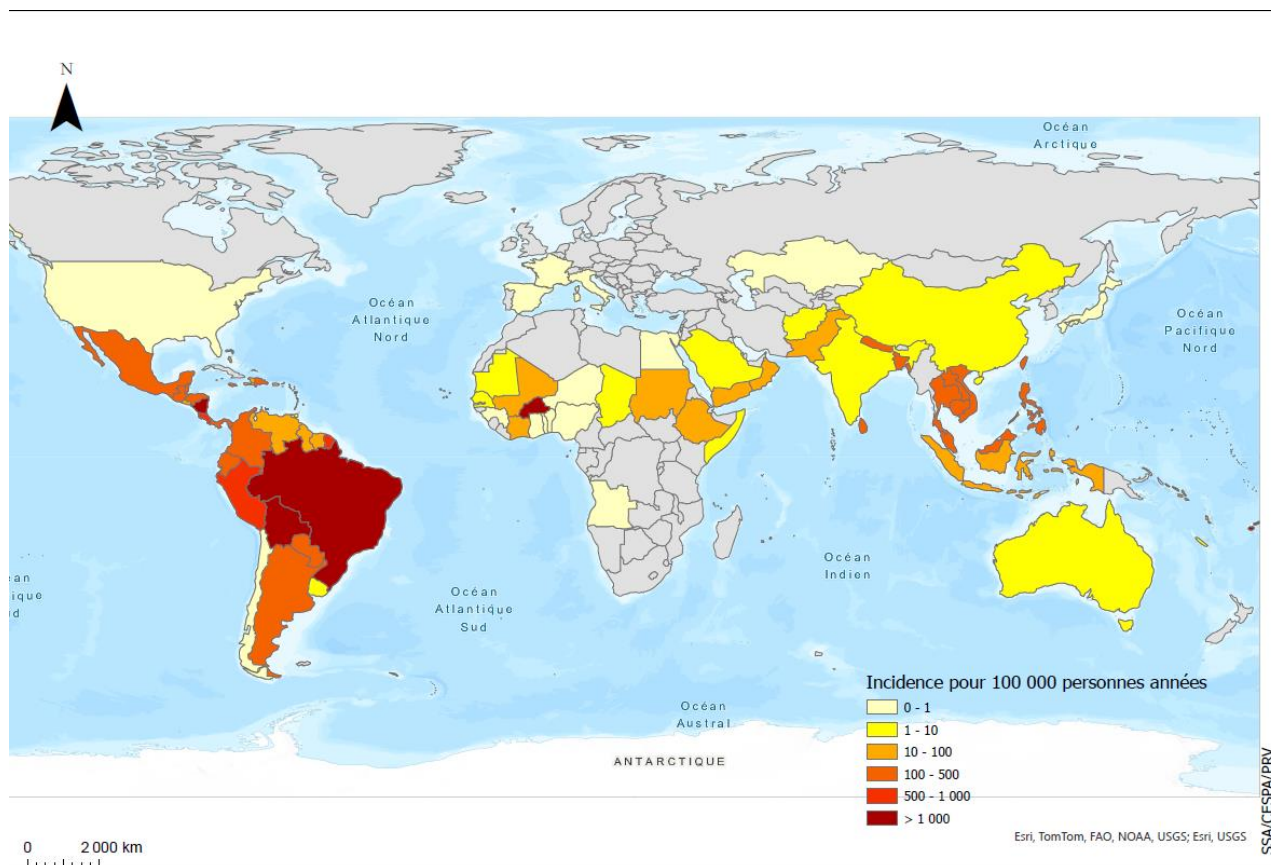 N
Océan
Arctique
Océan
Atlantique
Nord
Océan
Pacifique
Nord
Océan
Indien
Océan
Atlantique
Sud
Océan
Austral
ANTARCTIQUE
Incidence pour 100 000 personnes années
0 - 1
1 - 10
10 - 100
100 - 500
500 - 1 000
> 1 000
Esri, TomTom, FAO, NOAA, USGS; Esri, USGS
SSA/CESPA/PRV
0 2 000 km